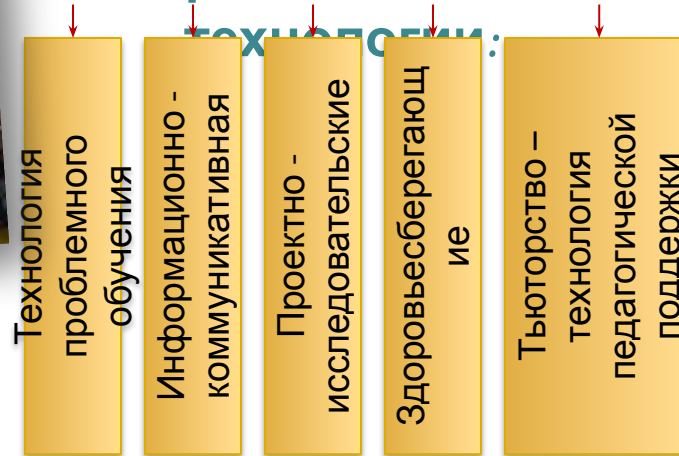 технологии:
Технология
проблемного
обучения
Информационно -
коммуникативная
Проектно -
исследовательские
Здоровьесберегающ
ие
Тьюторство –
технология
педагогической
поддержки